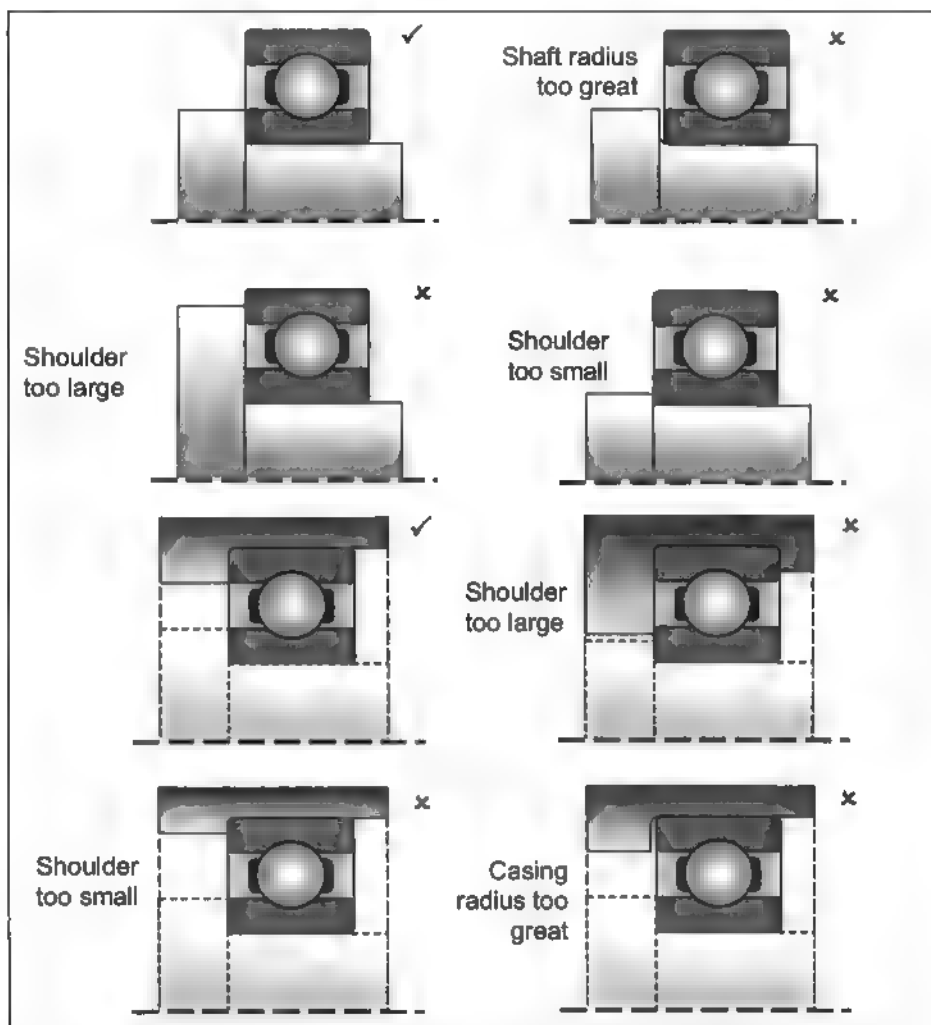 Shaft radius
too great
Shoulder
too large
Shoulder
too small
Shoulder
too large
Shoulder
too small
Casing
radius too
great